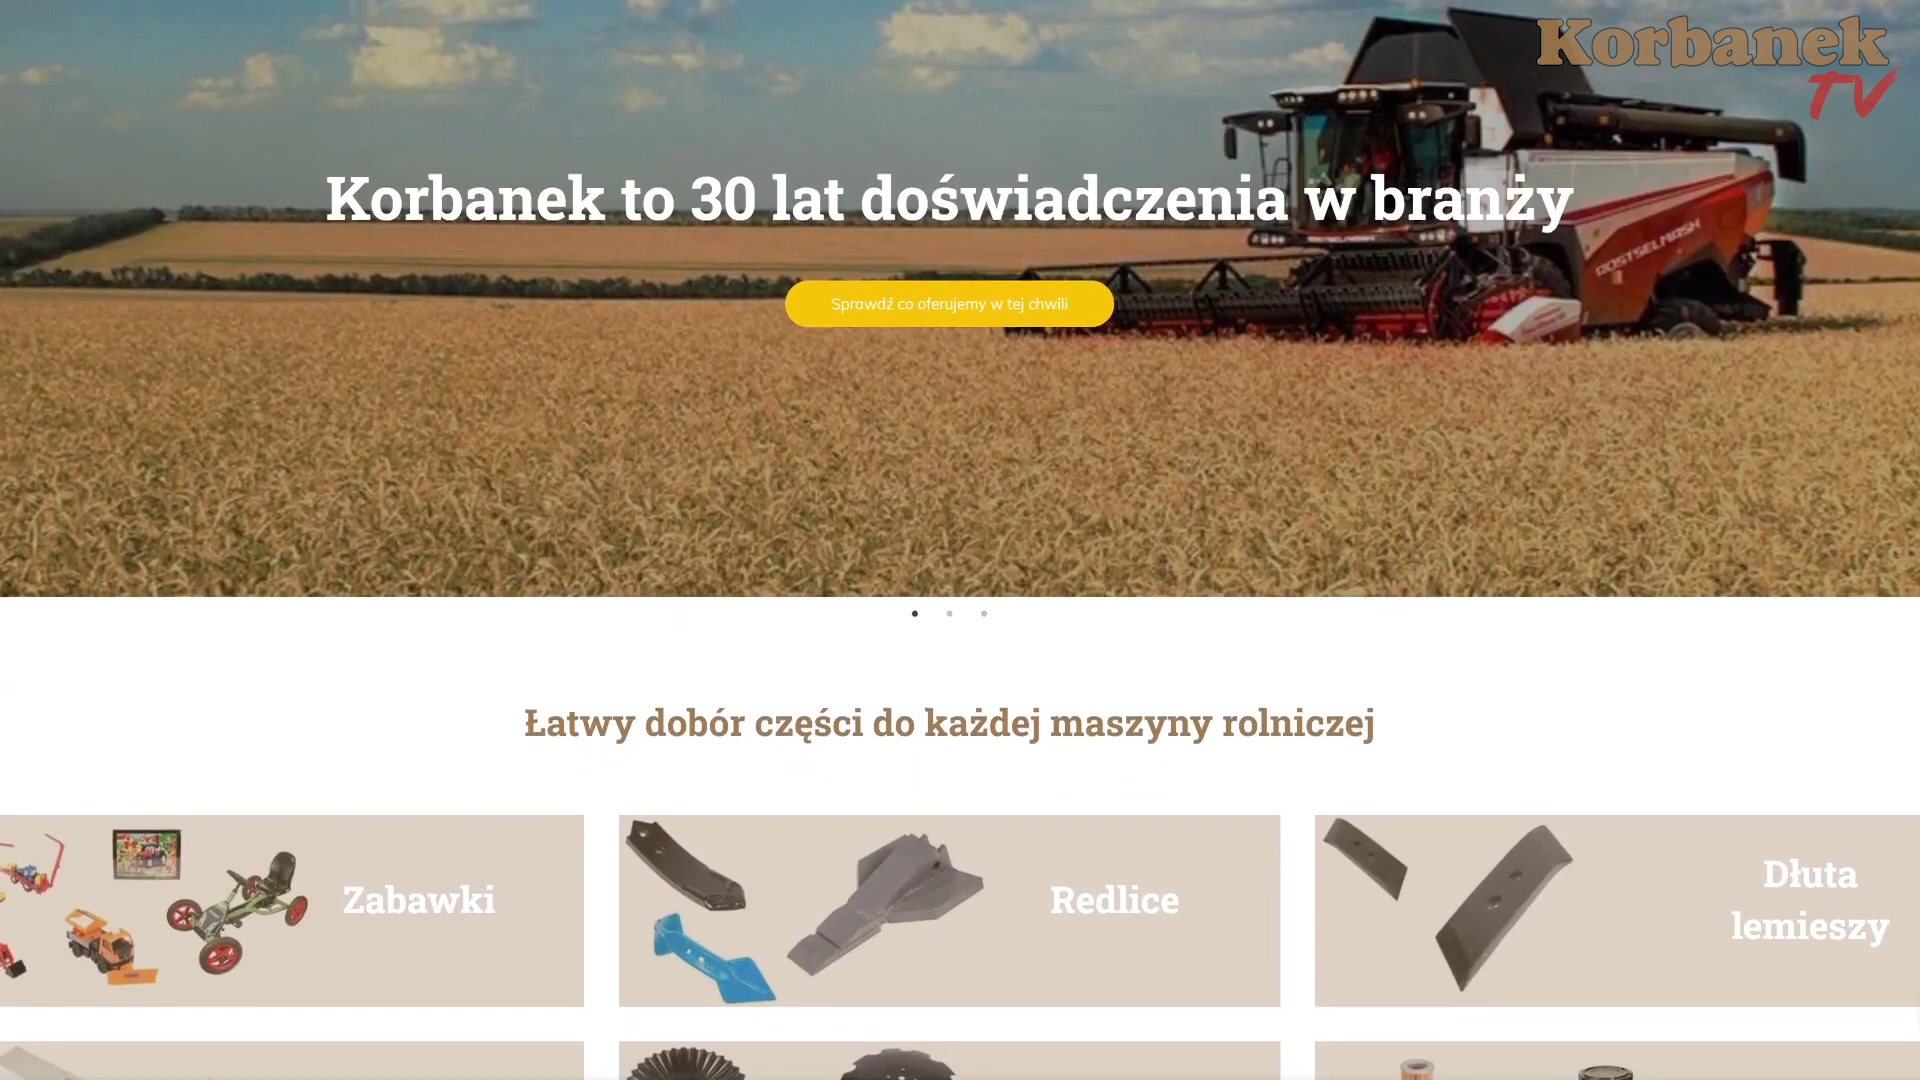 Korbanek
TV
Korbanek to 30 lat doświadczenia w branży
ROSTSELMASH
Sprawdź co oferujemy w tej chwili
Łatwy dobór części do każdej maszyny rolniczej
Zabawki
Redlice
Dłuta
lemieszy